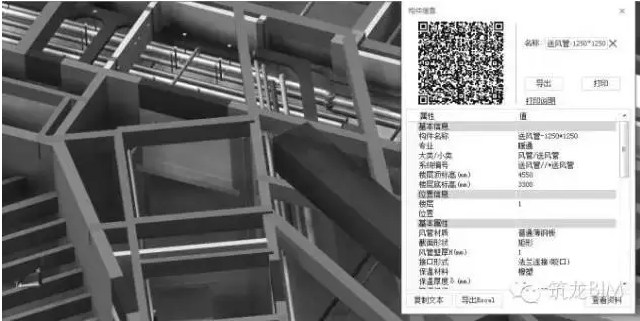 构件信息
名称: 送风管-1250*1250
导出 打印
打印说明
属性 值
基本信息
构件名称 送风管-1250*1250
专业 暖通
大类/小类 风管/送风管
系统编号 送风管//*送风管
楼层顶标高(mm) 4550
楼层底标高(mm) 3300
位置信息
楼层 1
位置
基本属性
风管材质 普通薄钢板
截面形状 矩形
风管壁厚H(mm) 1
接口形式 法兰连接(咬口)
保温材料 橡塑
保温厚度δ(mm)
复制文本 导出Excel 查看资料
筑龙BIM